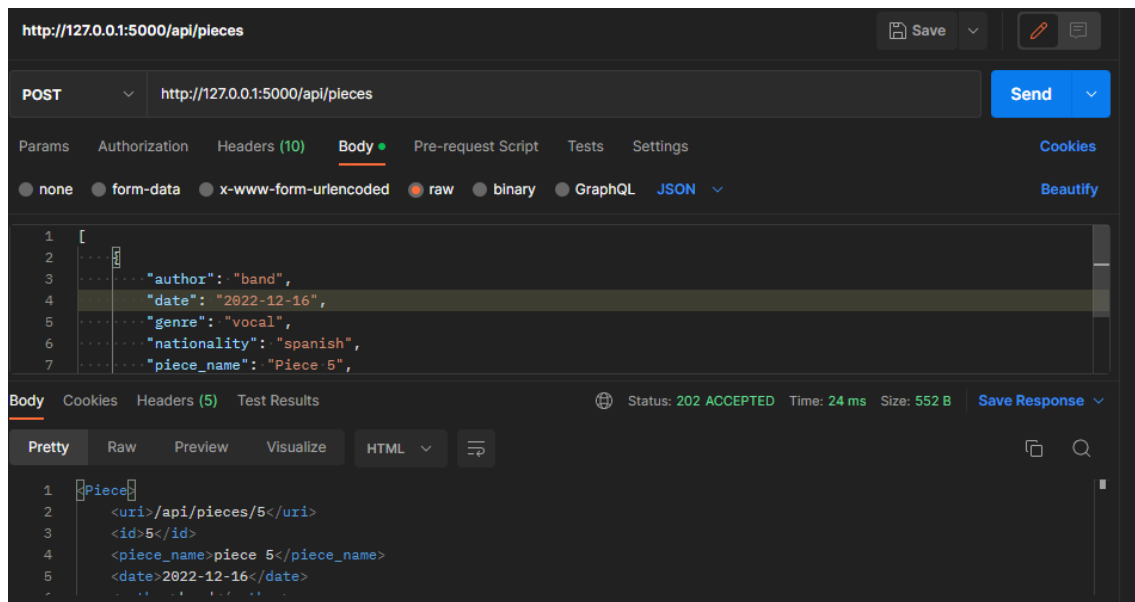 http://127.0.0.1:5000/api/pieces Save
POST http://127.0.0.1:5000/api/pieces Send
Params Authorization Headers (10) Body Pre-request Script Tests Settings Cookies
none form-data x-www-form-urlencoded raw binary GraphQL JSON Beautify
1 [
2 {
3 "author": "band",
4 "date": "2022-12-16",
5 "genre": "vocal",
6 "nationality": "spanish",
7 "piece_name": "Piece 5",
Body Cookies Headers (5) Test Results Status: 202 ACCEPTED Time: 24 ms Size: 552 B Save Response
Pretty Raw Preview Visualize HTML
1 <Piece>
2 <uri>/api/pieces/5</uri>
3 <id>5</id>
4 <piece_name>piece 5</piece_name>
5 <date>2022-12-16</date>